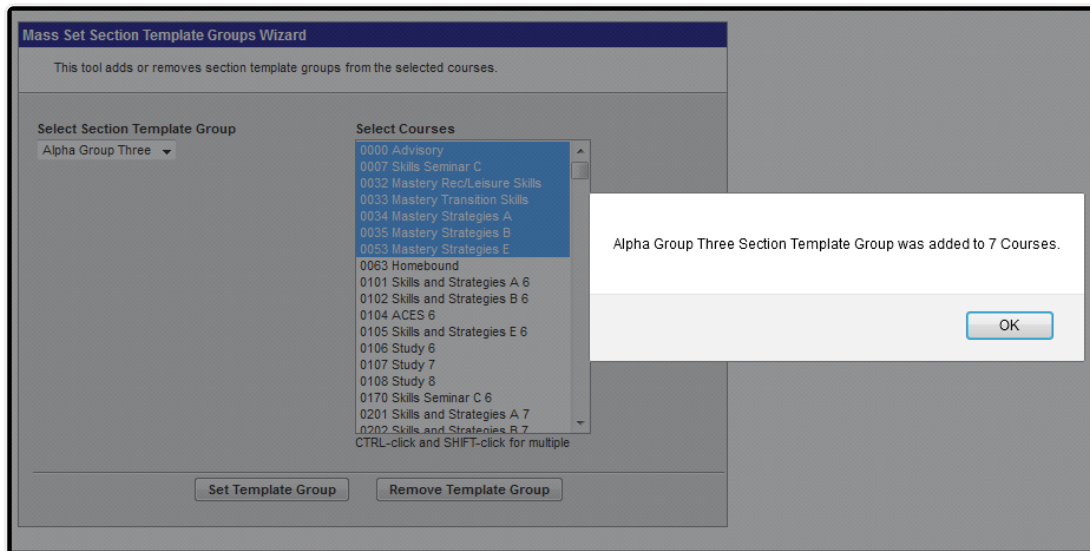 Mass Set Section Template Groups Wizard
This tool adds or removes section template groups from the selected courses.
Select Section Template Group
Alpha Group Three
Select Courses
0000 Advisory
0007 Skills Seminar C
0032 Mastery Rec/Leisure Skills
0033 Mastery Transition Skills
0034 Mastery Strategies A
0035 Mastery Strategies B
0053 Mastery Strategies E
0063 Homebound
0101 Skills and Strategies A 6
0102 Skills and Strategies B 6
0104 ACES 6
0105 Skills and Strategies E 6
0106 Study 6
0107 Study 7
0108 Study 8
0170 Skills Seminar C 6
0201 Skills and Strategies A 7
0202 Skills and Strategies B 7
CTRL-click and SHIFT-click for multiple
Set Template Group
Remove Template Group
Alpha Group Three Section Template Group was added to 7 Courses.
OK